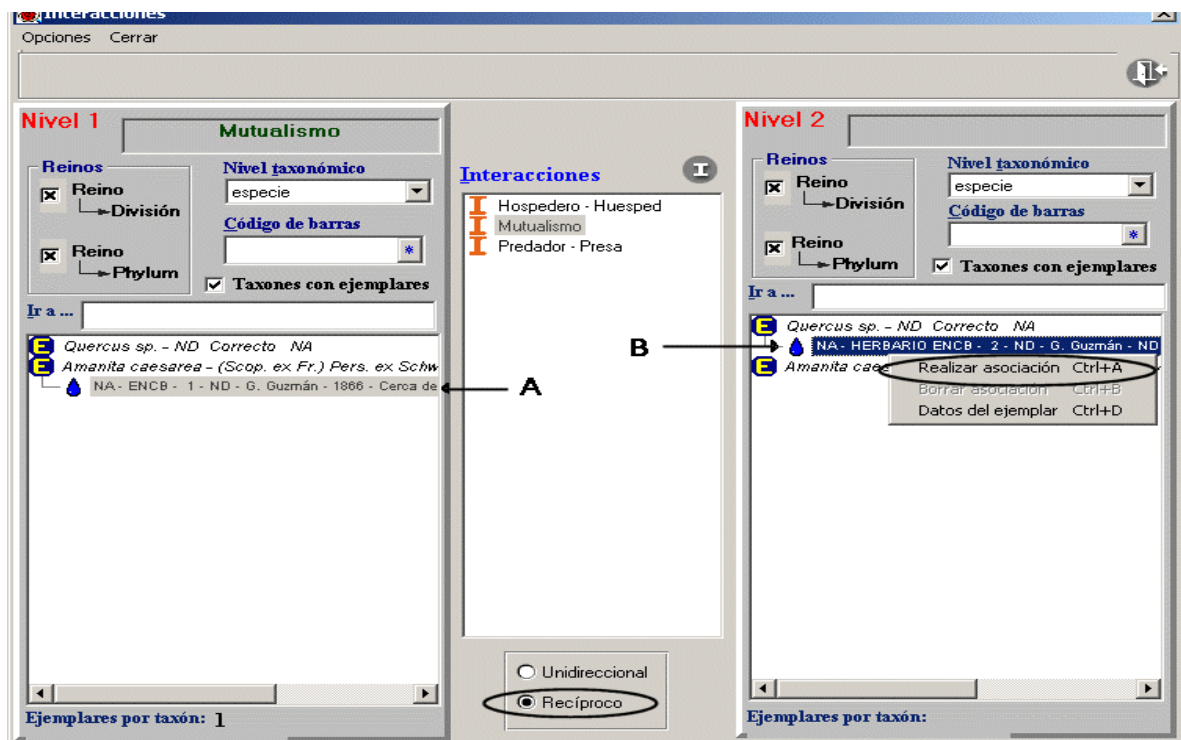 Interacciones
Opciones Cerrar
Nivel 1
Mutualismo
Reinos
Reino
División
Reino
Phylum
Nivel taxonómico
especie
Código de barras
*
Taxones con ejemplares
Ir a ...
E Quercus sp. - ND Correcto NA
E Amanita caesarea - (Scop. ex Fr.) Pers. ex Schw
NA - ENCB - 1 - ND - G. Guzmán - 1866 - Cerca de
A
Ejemplares por taxón: 1
Interacciones
I
Hospedero - Huesped
Mutualismo
Predador - Presa
B
Unidireccional
Recíproco
Nivel 2
Reinos
Reino
División
Reino
Phylum
Nivel taxonómico
especie
Código de barras
*
Taxones con ejemplares
Ir a ...
E Quercus sp. - ND Correcto NA
NA - HERBARIO ENCB - 2 - ND - G. Guzmán - ND
E Amanita caes
Realizar asociación Ctrl+A
Borrar asociación Ctrl+B
Datos del ejemplar Ctrl+D
Ejemplares por taxón: